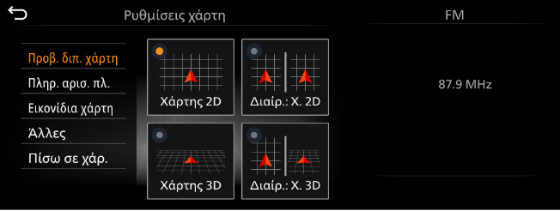 Ρυθμίσεις χάρτη
FM
Προβ. διπ. χάρτη
Πληρ. αρισ. πλ.
Εικονίδια χάρτη
Άλλες
Πίσω σε χάρ.
Χάρτης 2D
Διαίρ.: Χ. 2D
Χάρτης 3D
Διαίρ.: Χ. 3D
87.9 MHz